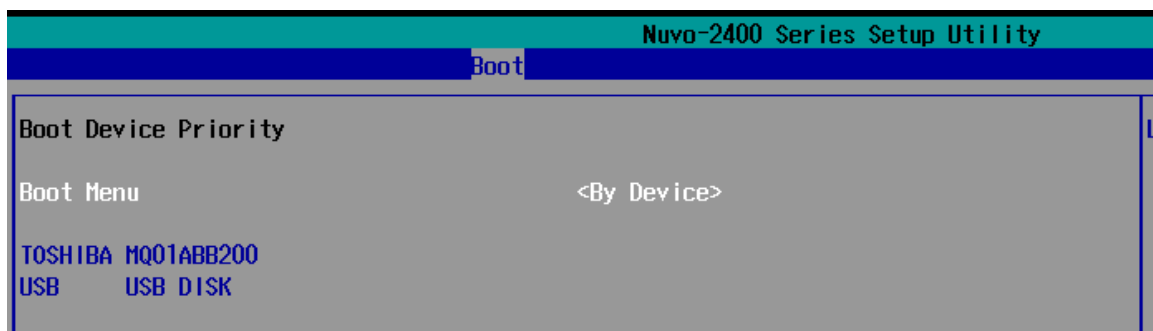 Nuvo-2400 Series Setup Utility
Boot
Boot Device Priority
Boot Menu <By Device>
TOSHIBA MQ01ABB200
USB USB DISK